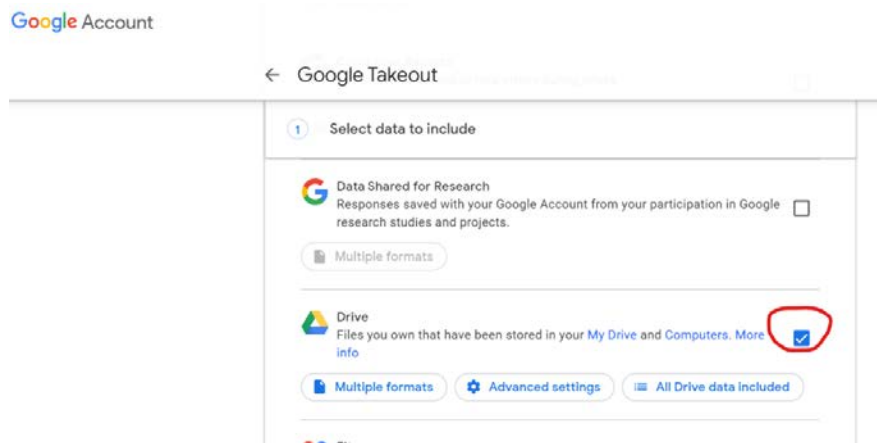 Google Account
Google Takeout
1 Select data to include
Data Shared for Research
Responses saved with your Google Account from your participation in Google
research studies and projects.
Multiple formats
Drive
Files you own that have been stored in your My Drive and Computers. More
info
Multiple formats Advanced settings All Drive data included